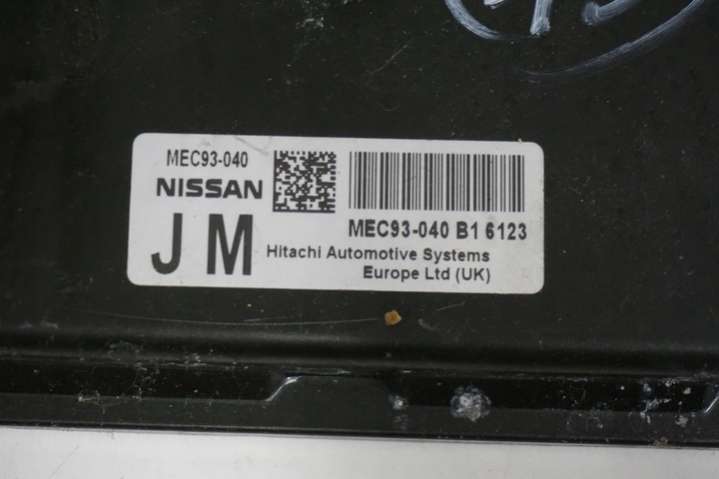 MEC93-040
NISSAN
J M
MEC93-040 B1 6123
Hitachi Automotive Systems
Europe Ltd (UK)